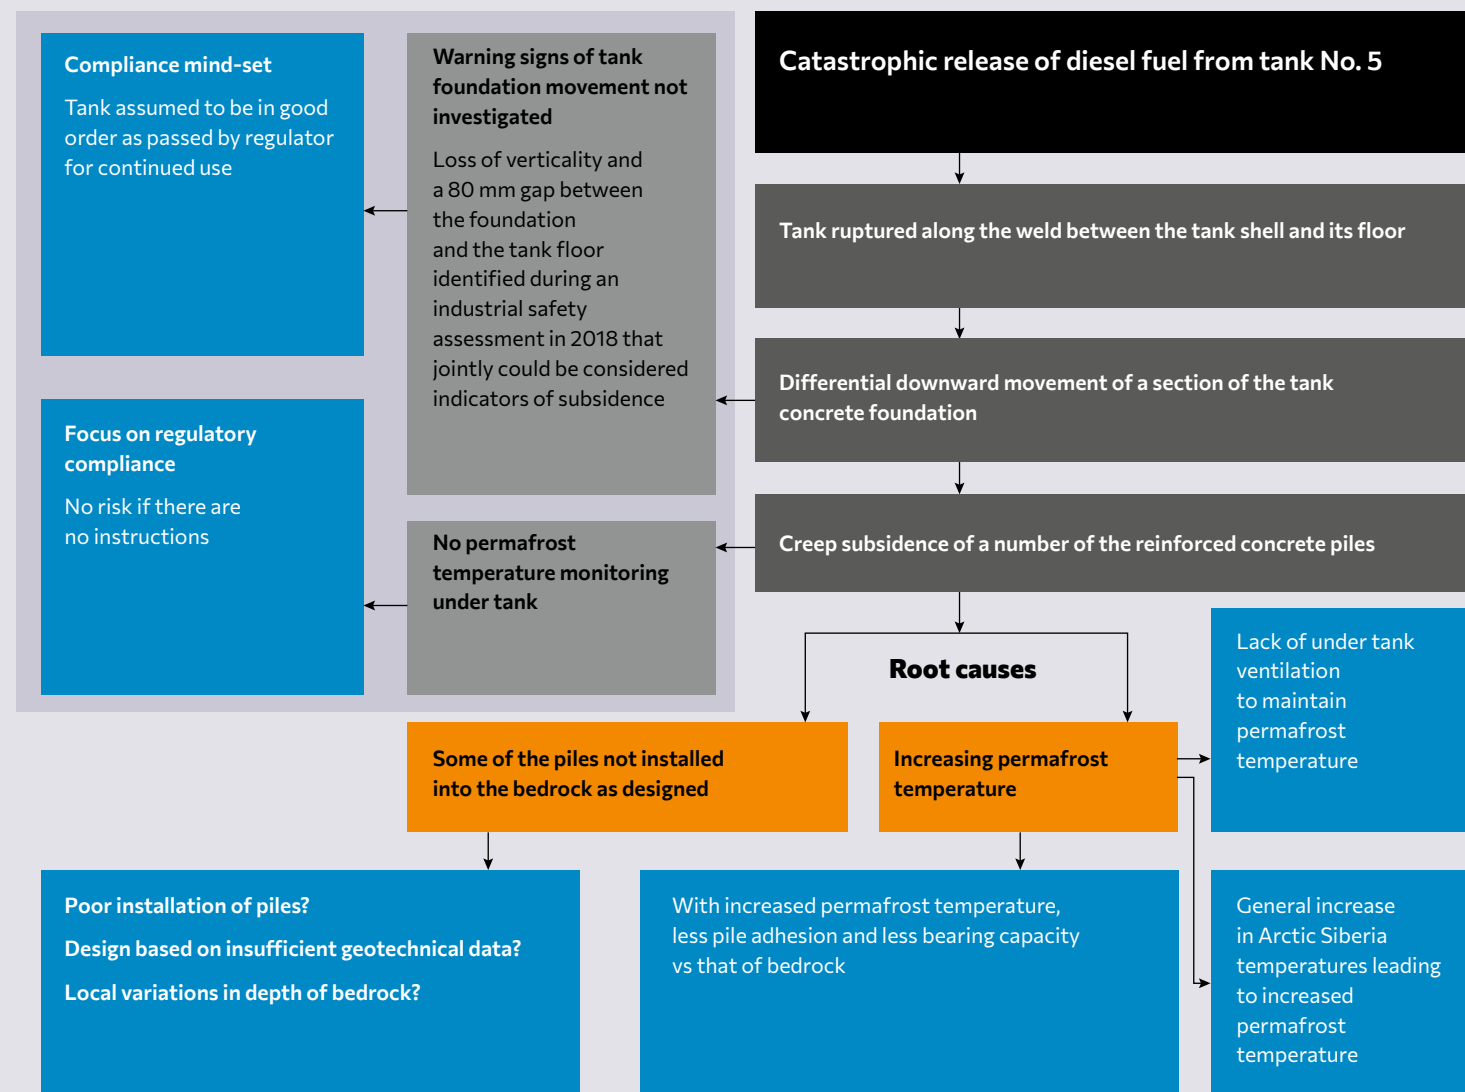 Compliance mind-set
Tank assumed to be in good
order as passed by regulator
for continued use
Warning signs of tank
foundation movement not
investigated
Loss of verticality and
a 80 mm gap between
the foundation
and the tank floor
identified during an
industrial safety
assessment in 2018 that
jointly could be considered
indicators of subsidence
Catastrophic release of diesel fuel from tank No. 5
Tank ruptured along the weld between the tank shell and its floor
Differential downward movement of a section of the tank
concrete foundation
Focus on regulatory
compliance
No risk if there are
no instructions
No permafrost
temperature monitoring
under tank
Creep subsidence of a number of the reinforced concrete piles
Root causes
Some of the piles not installed
into the bedrock as designed
Increasing permafrost
temperature
Lack of under tank
ventilation
to maintain
permafrost
temperature
Poor installation of piles?
Design based on insufficient geotechnical data?
Local variations in depth of bedrock?
With increased permafrost temperature,
less pile adhesion and less bearing capacity
vs that of bedrock
General increase
in Arctic Siberia
temperatures leading
to increased
permafrost
temperature